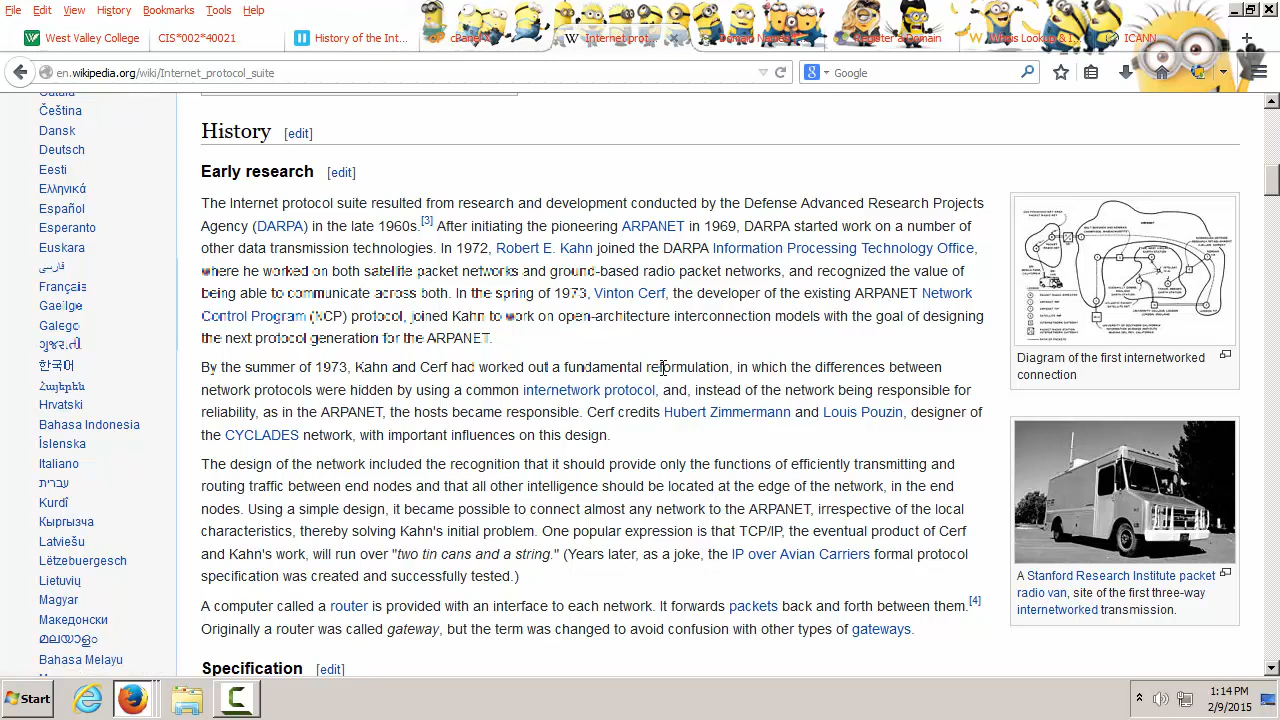 File Edit View History Bookmarks Tools Help
West Valley College CIS*002*40021 History of the Int... cPanel X Internet prot... Domain Names Register a Domain Whois Lookup & I... ICANN
en.wikipedia.org/wiki/Internet_protocol_suite Google
Català
Čeština
Dansk
Deutsch
Eesti
Ελληνικά
Español
Esperanto
Euskara
فارسی
Français
Gaeilge
Galego
ગુજરાતી
한국어
Հայերեն
Hrvatski
Bahasa Indonesia
Íslenska
Italiano
עברית
Kurdî
Кыргызча
Latviešu
Lëtzebuergesch
Lietuvių
Magyar
Македонски
മലയാളം
Bahasa Melayu
History [edit]
Early research [edit]
The Internet protocol suite resulted from research and development conducted by the Defense Advanced Research Projects
Agency (DARPA) in the late 1960s.[3] After initiating the pioneering ARPANET in 1969, DARPA started work on a number of
other data transmission technologies. In 1972, Robert E. Kahn joined the DARPA Information Processing Technology Office,
where he worked on both satellite packet networks and ground-based radio packet networks, and recognized the value of
being able to communicate across both. In the spring of 1973, Vinton Cerf, the developer of the existing ARPANET Network
Control Program (NCP) protocol, joined Kahn to work on open-architecture interconnection models with the goal of designing
the next protocol generation for the ARPANET.
By the summer of 1973, Kahn and Cerf had worked out a fundamental reformulation, in which the differences between
network protocols were hidden by using a common internetwork protocol, and, instead of the network being responsible for
reliability, as in the ARPANET, the hosts became responsible. Cerf credits Hubert Zimmermann and Louis Pouzin, designer of
the CYCLADES network, with important influences on this design.
The design of the network included the recognition that it should provide only the functions of efficiently transmitting and
routing traffic between end nodes and that all other intelligence should be located at the edge of the network, in the end
nodes. Using a simple design, it became possible to connect almost any network to the ARPANET, irrespective of the local
characteristics, thereby solving Kahn's initial problem. One popular expression is that TCP/IP, the eventual product of Cerf
and Kahn's work, will run over "two tin cans and a string." (Years later, as a joke, the IP over Avian Carriers formal protocol
specification was created and successfully tested.)
A computer called a router is provided with an interface to each network. It forwards packets back and forth between them.[4]
Originally a router was called gateway, but the term was changed to avoid confusion with other types of gateways.
Specification [edit]
Diagram of the first internetworked
connection
A Stanford Research Institute packet
radio van, site of the first three-way
internetworked transmission.
Start
1:14 PM
2/9/2015